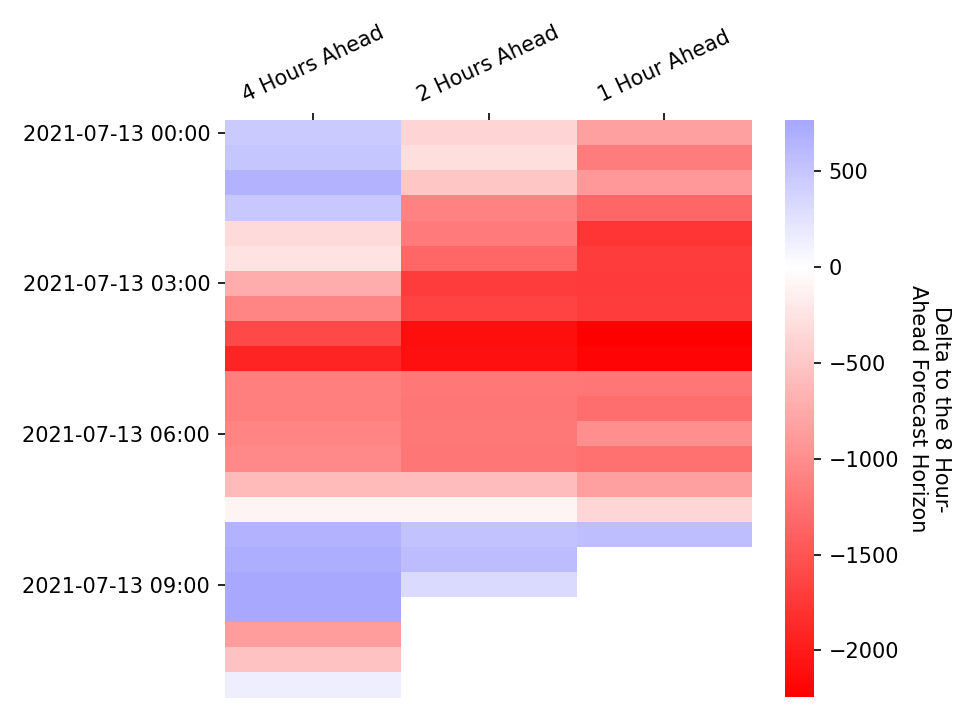 4 Hours Ahead
2 Hours Ahead
1 Hour Ahead
2021-07-13 00:00
2021-07-13 03:00
2021-07-13 06:00
2021-07-13 09:00
500
0
−500
−1000
−1500
−2000
Delta to the 8 Hour-
Ahead Forecast Horizon